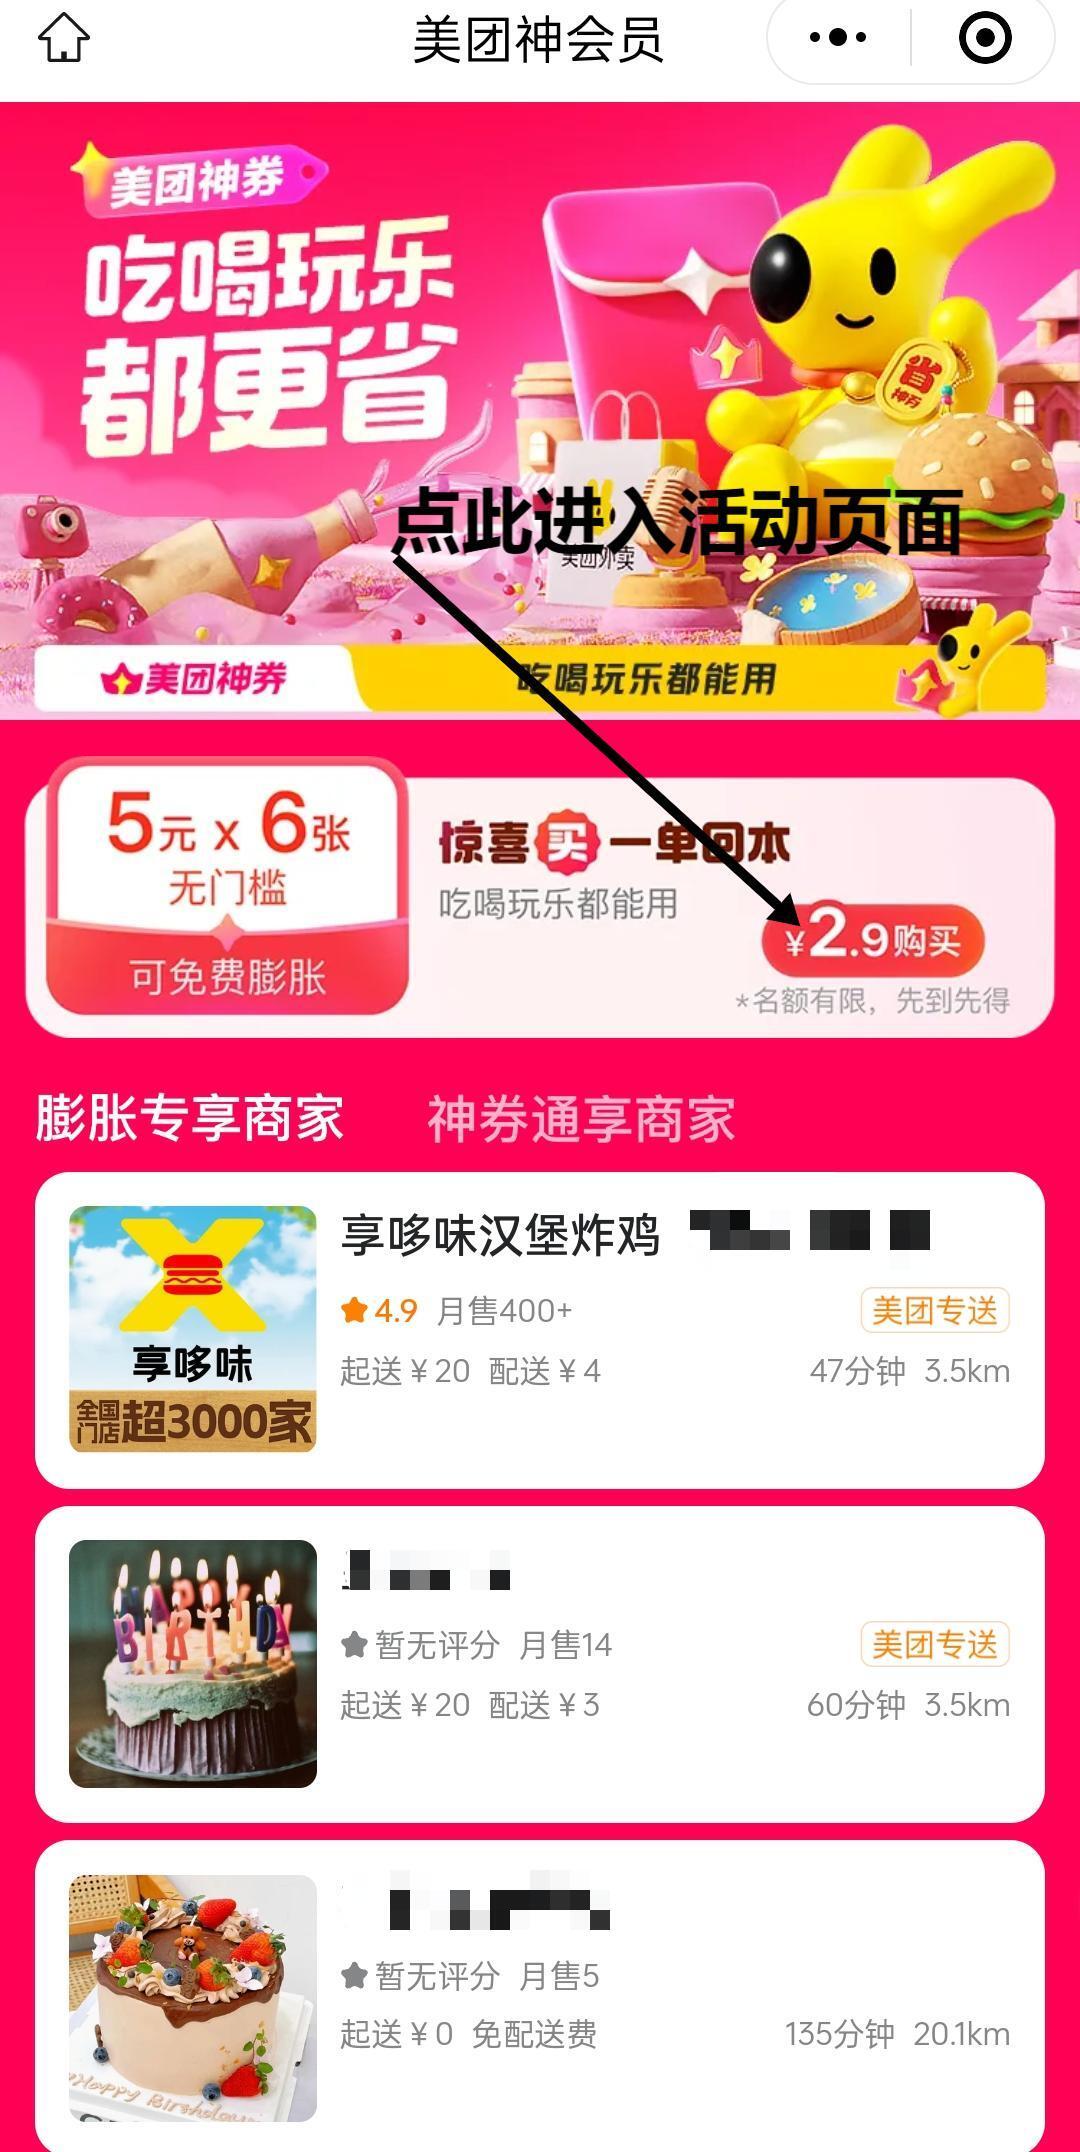 美团神会员
美团神券
吃喝玩乐
都更省
省
神力
点此进入活动页面
美团外卖
美团神券
吃喝玩乐都能用
5元 x 6张
无门槛
可免费膨胀
惊喜买一单回本
吃喝玩乐都能用
¥2.9购买
*名额有限，先到先得
膨胀专享商家 神券通享商家
享哆味汉堡炸鸡
4.9 月售400+ 美团专送
起送¥20 配送¥4 47分钟 3.5km
享哆味
全国门店超3000家
暂无评分 月售14 美团专送
起送¥20 配送¥3 60分钟 3.5km
HAPPY
BIRTHDAY
暂无评分 月售5
起送¥0 免配送费 135分钟 20.1km
Happy Birthday